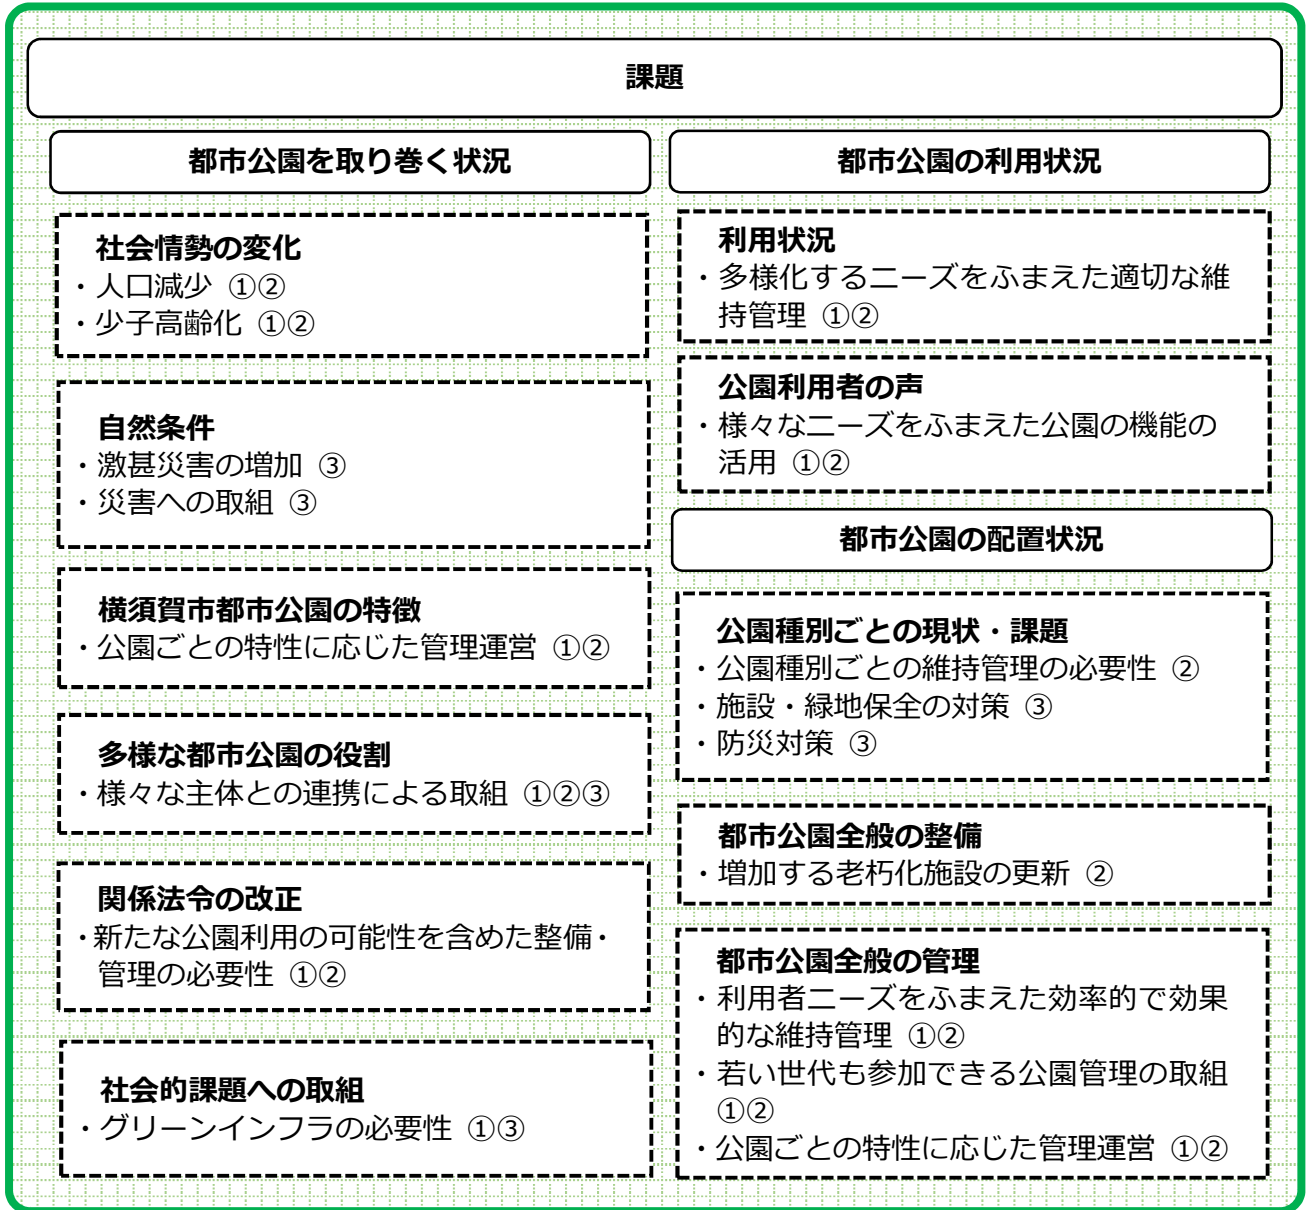 課題
都市公園を取り巻く状況
社会情勢の変化
・人口減少 ①②
・少子高齢化 ①②
自然条件
・激甚災害の増加 ③
・災害への取組 ③
横須賀市都市公園の特徴
・公園ごとの特性に応じた管理運営 ①②
多様な都市公園の役割
・様々な主体との連携による取組 ①②③
関係法令の改正
・新たな公園利用の可能性を含めた整備・
管理の必要性 ①②
社会的課題への取組
・グリーンインフラの必要性 ①③
都市公園の利用状況
利用状況
・多様化するニーズをふまえた適切な維
持管理 ①②
公園利用者の声
・様々なニーズをふまえた公園の機能の
活用 ①②
都市公園の配置状況
公園種別ごとの現状・課題
・公園種別ごとの維持管理の必要性 ②
・施設・緑地保全の対策 ③
・防災対策 ③
都市公園全般の整備
・増加する老朽化施設の更新 ②
都市公園全般の管理
・利用者ニーズをふまえた効率的で効果
的な維持管理 ①②
・若い世代も参加できる公園管理の取組
①②
・公園ごとの特性に応じた管理運営 ①②